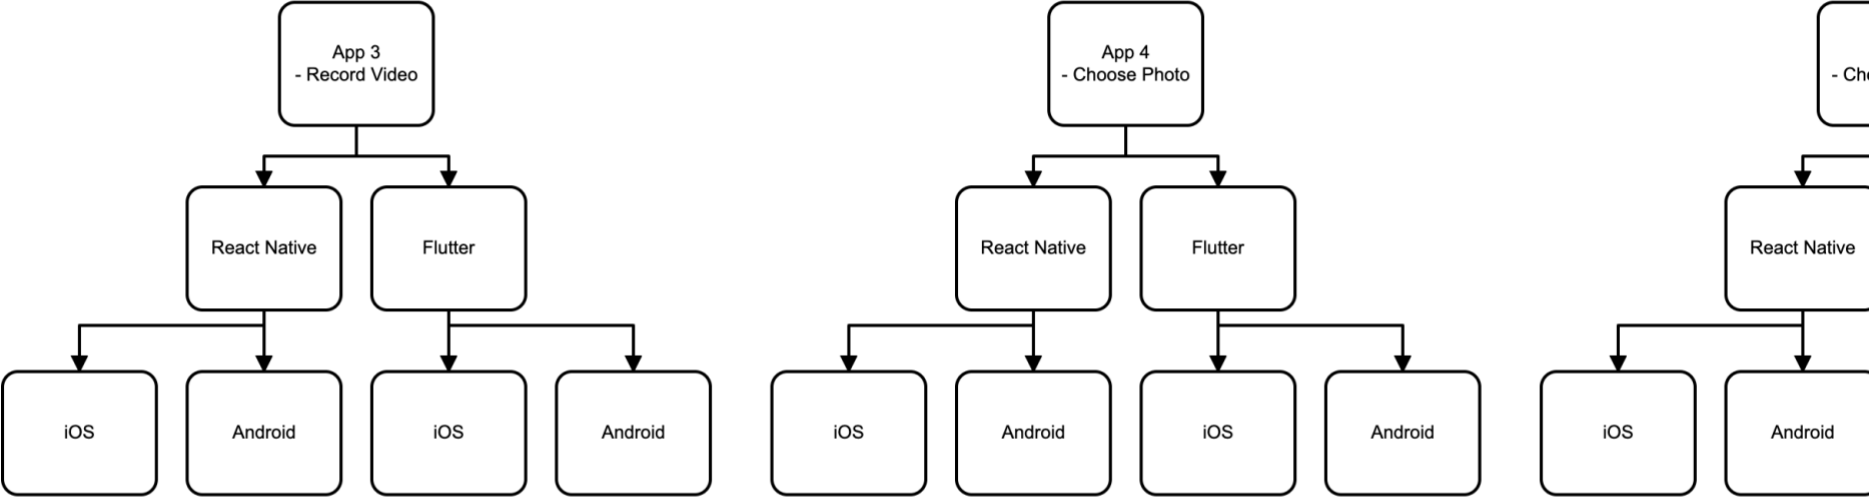 App 3
- Record Video
App 4
- Choose Photo
React Native
Flutter
React Native
Flutter
React Native
iOS
Android
iOS
Android
iOS
Android
iOS
Android
iOS
Android